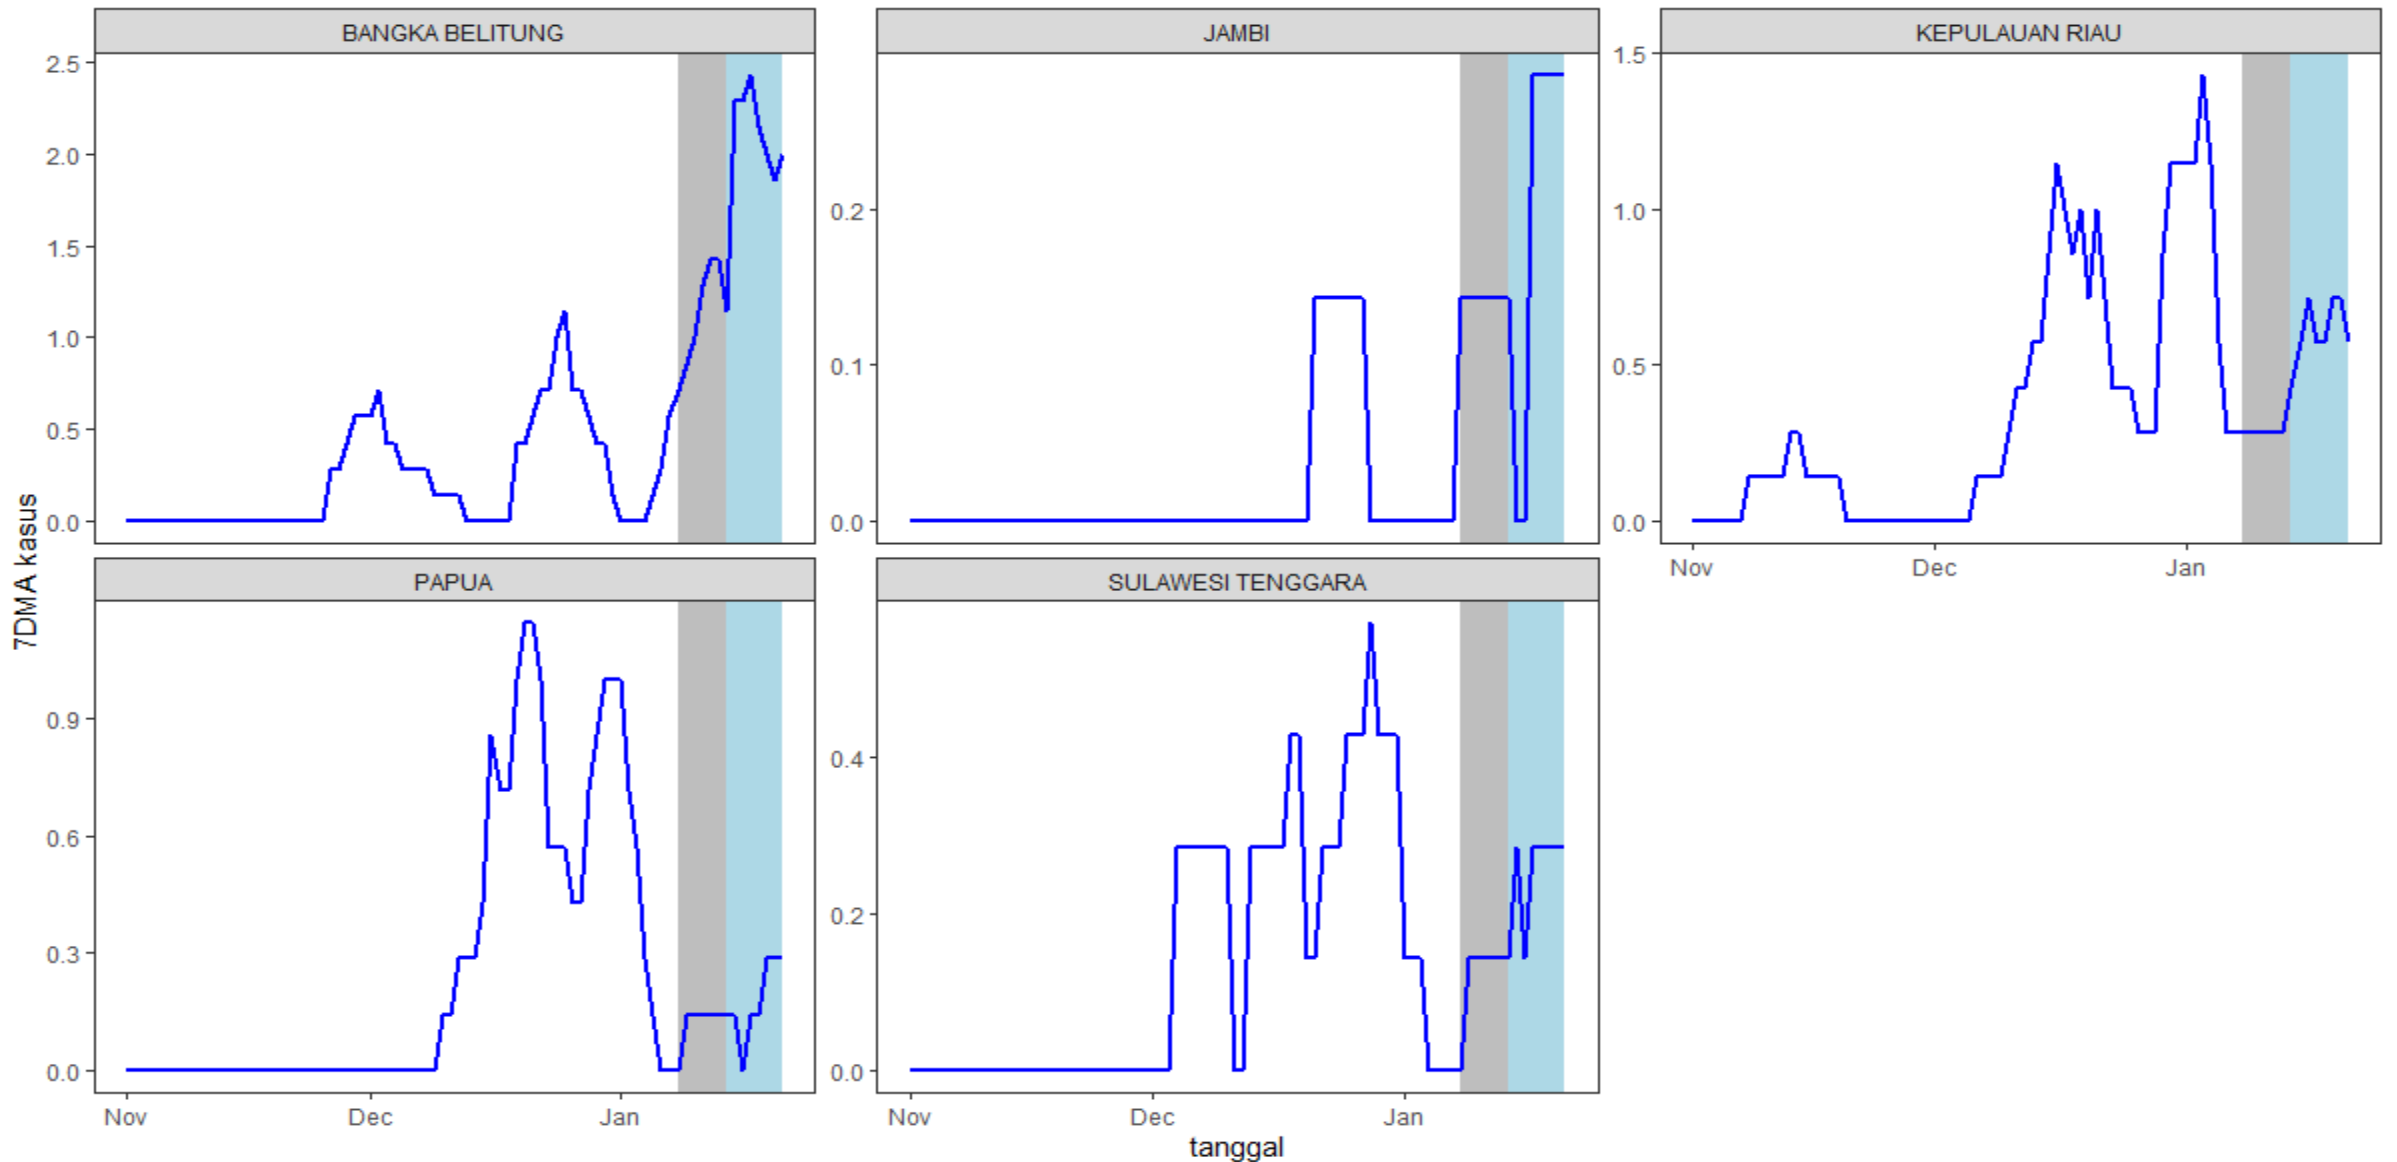 BANGKA BELITUNG
JAMBI
KEPULAUAN RIAU
2.5
2.0
1.5
1.0
0.5
0.0
0.2
0.1
0.0
1.5
1.0
0.5
0.0
Nov Dec Jan
PAPUA
SULAWESI TENGGARA
0.9
0.6
0.3
0.0
0.4
0.2
0.0
Nov Dec Jan
Nov Dec Jan
7DMA kasus
tanggal